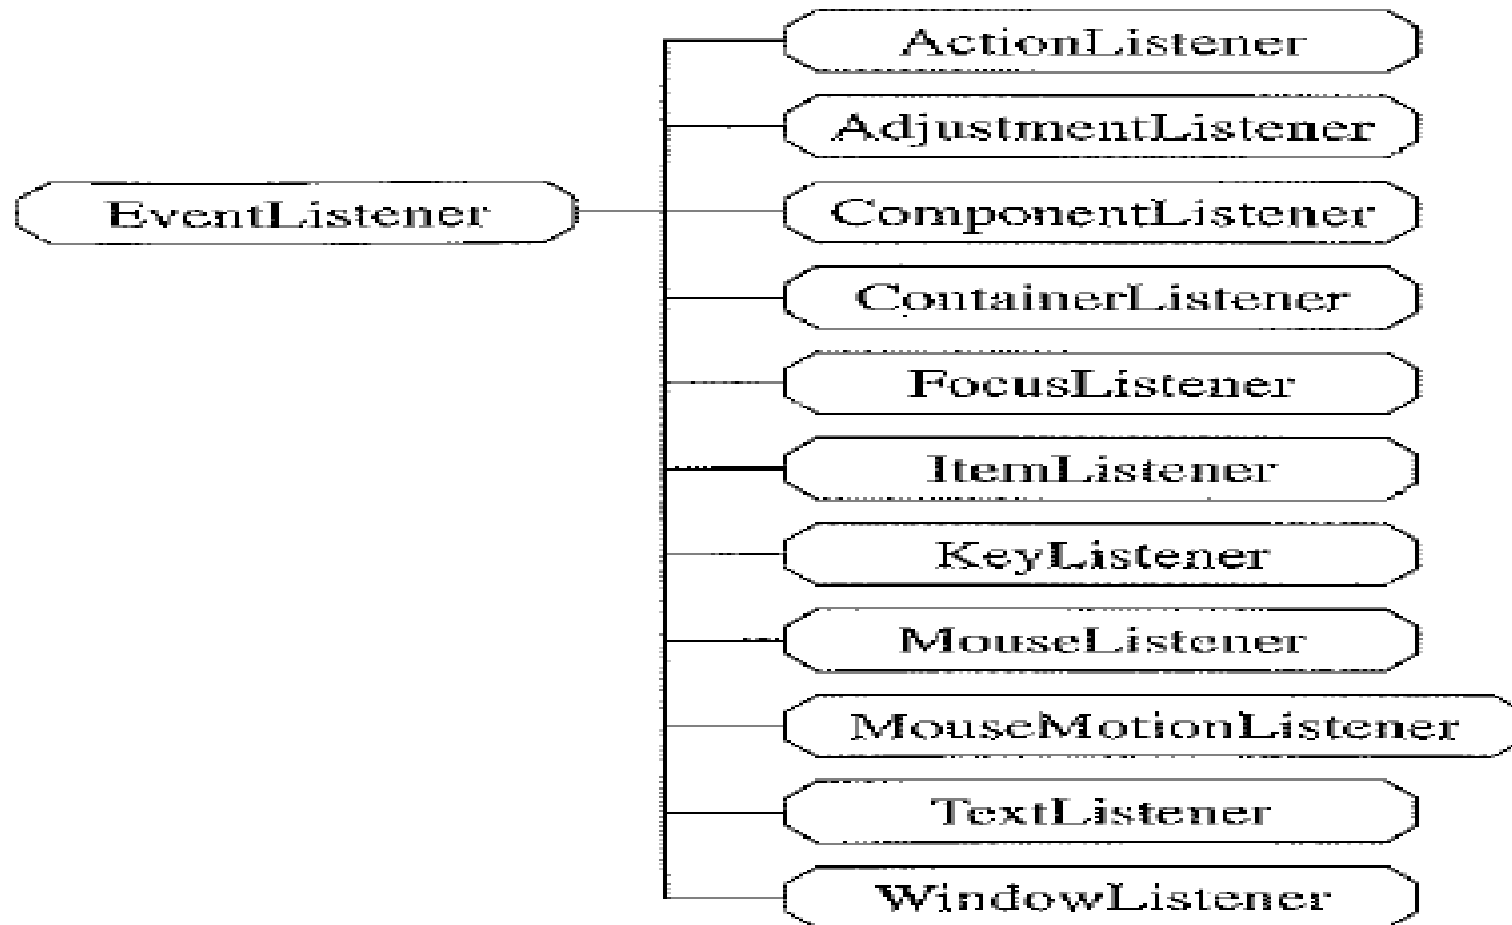 ActionListener
AdjustmentListener
EventListener
ComponentListener
ContainerListener
FocusListener
ItemListener
KeyListener
MouseListener
MouseMotionListener
TextListener
WindowListener